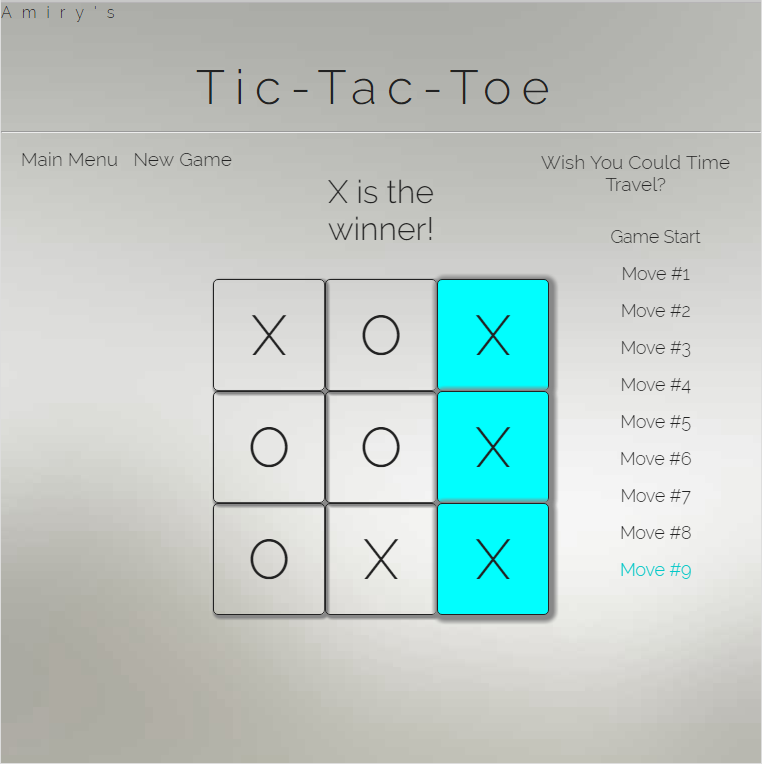 Amiry's
Tic-Tac-Toe
Main Menu New Game
X is the
winner!
X O X
O O X
O X X
Wish You Could Time
Travel?
Game Start
Move #1
Move #2
Move #3
Move #4
Move #5
Move #6
Move #7
Move #8
Move #9